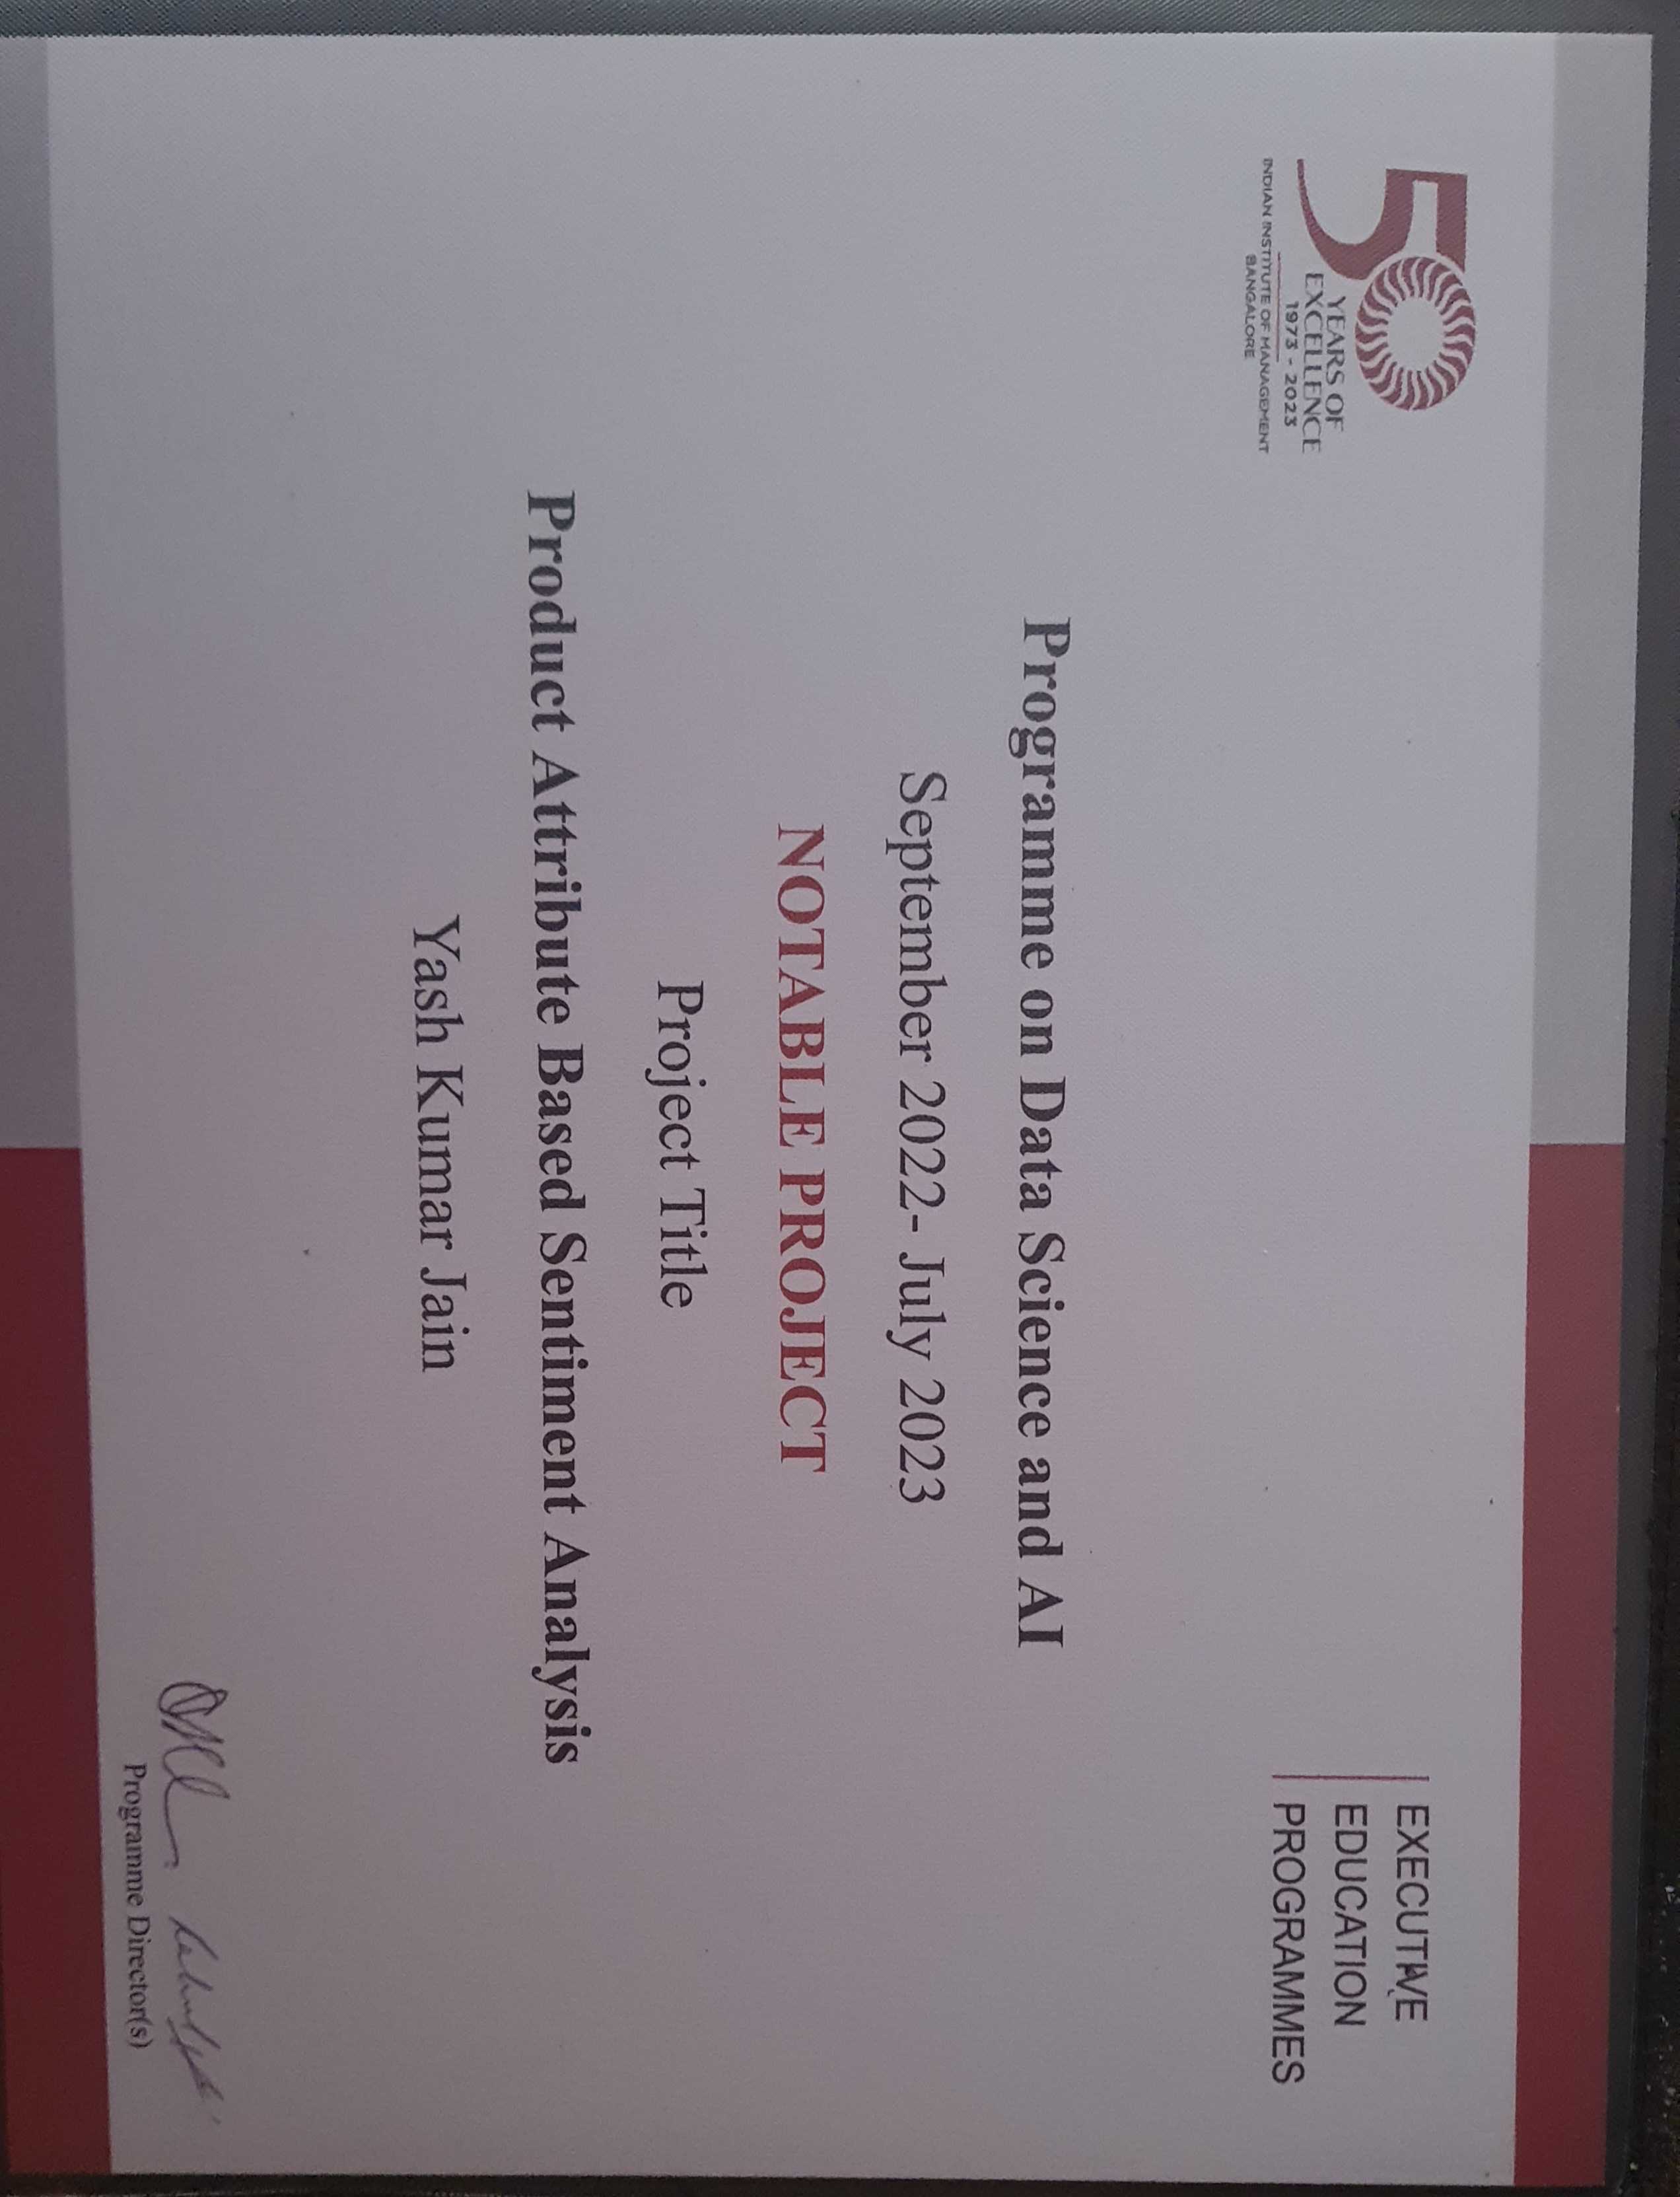 50
YEARS OF
EXCELLENCE
1973 - 2023
INDIAN INSTITUTE OF MANAGEMENT
BANGALORE
EXECUTIVE
EDUCATION
PROGRAMMES
Programme on Data Science and AI
September 2022- July 2023
NOTABLE PROJECT
Project Title
Product Attribute Based Sentiment Analysis
Yash Kumar Jain
Programme Director(s)